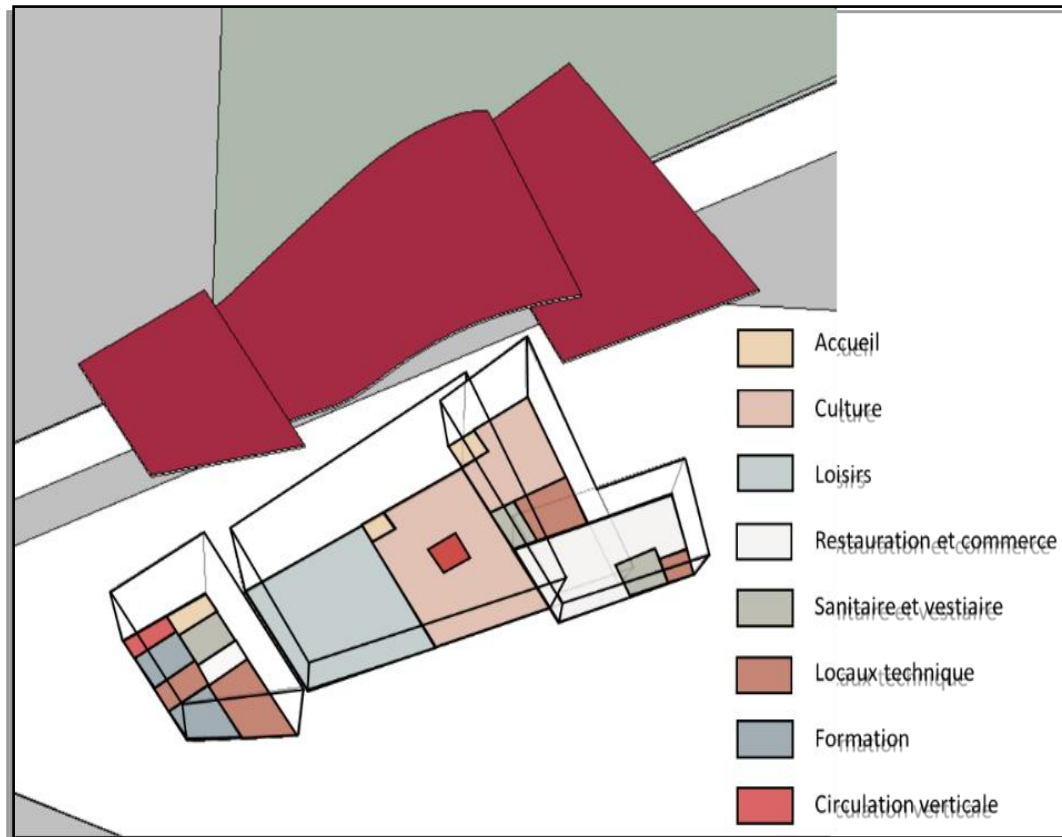 Accueil
Culture
Loisirs
Restauration et commerce
Sanitaire et vestiaire
Locaux technique
Formation
Circulation verticale